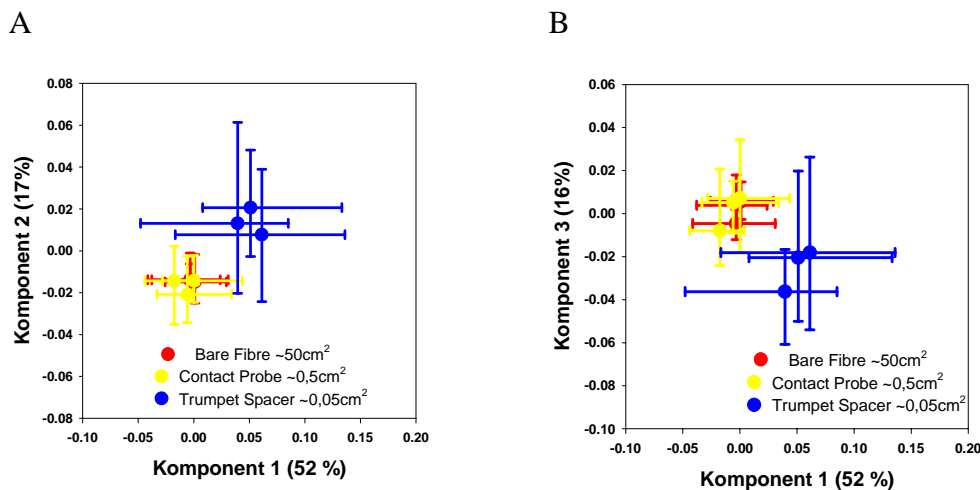 A
B
0.08
0.06
0.04
0.02
0.00
-0.02
-0.04
-0.06
-0.08
Komponent 2 (17%)
Bare Fibre ~50cm²
Contact Probe ~0,5cm²
Trumpet Spacer ~0,05cm²
-0.10 -0.05 0.00 0.05 0.10 0.15 0.20
Komponent 1 (52 %)
0.06
0.04
0.02
0.00
-0.02
-0.04
-0.06
-0.08
-0.10
Komponent 3 (16%)
Bare Fibre ~50cm²
Contact Probe ~0,5cm²
Trumpet Spacer ~0,05cm²
-0.10 -0.05 0.00 0.05 0.10 0.15 0.20
Komponent 1 (52 %)